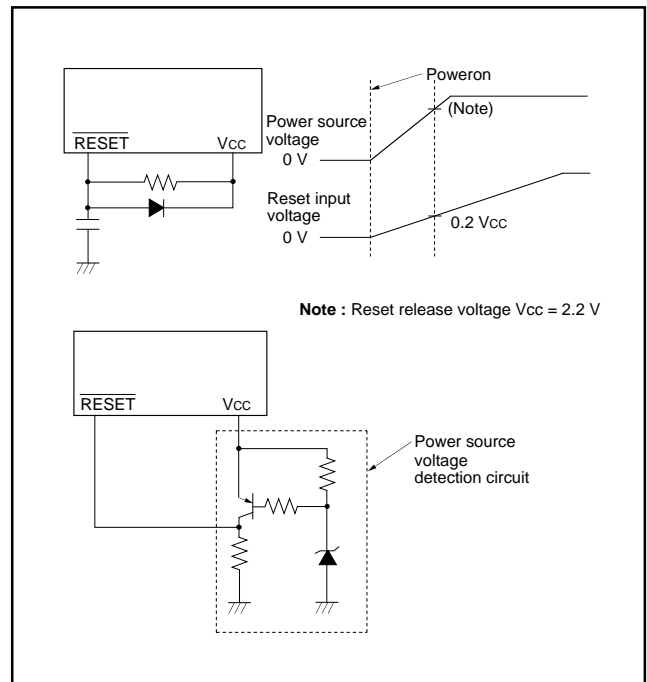 RESET VCC
Poweron
(Note)
Power source
voltage
0 V
Reset input
voltage
0 V
0.2 VCC
Note : Reset release voltage Vcc = 2.2 V
RESET VCC
Power source
voltage
detection circuit